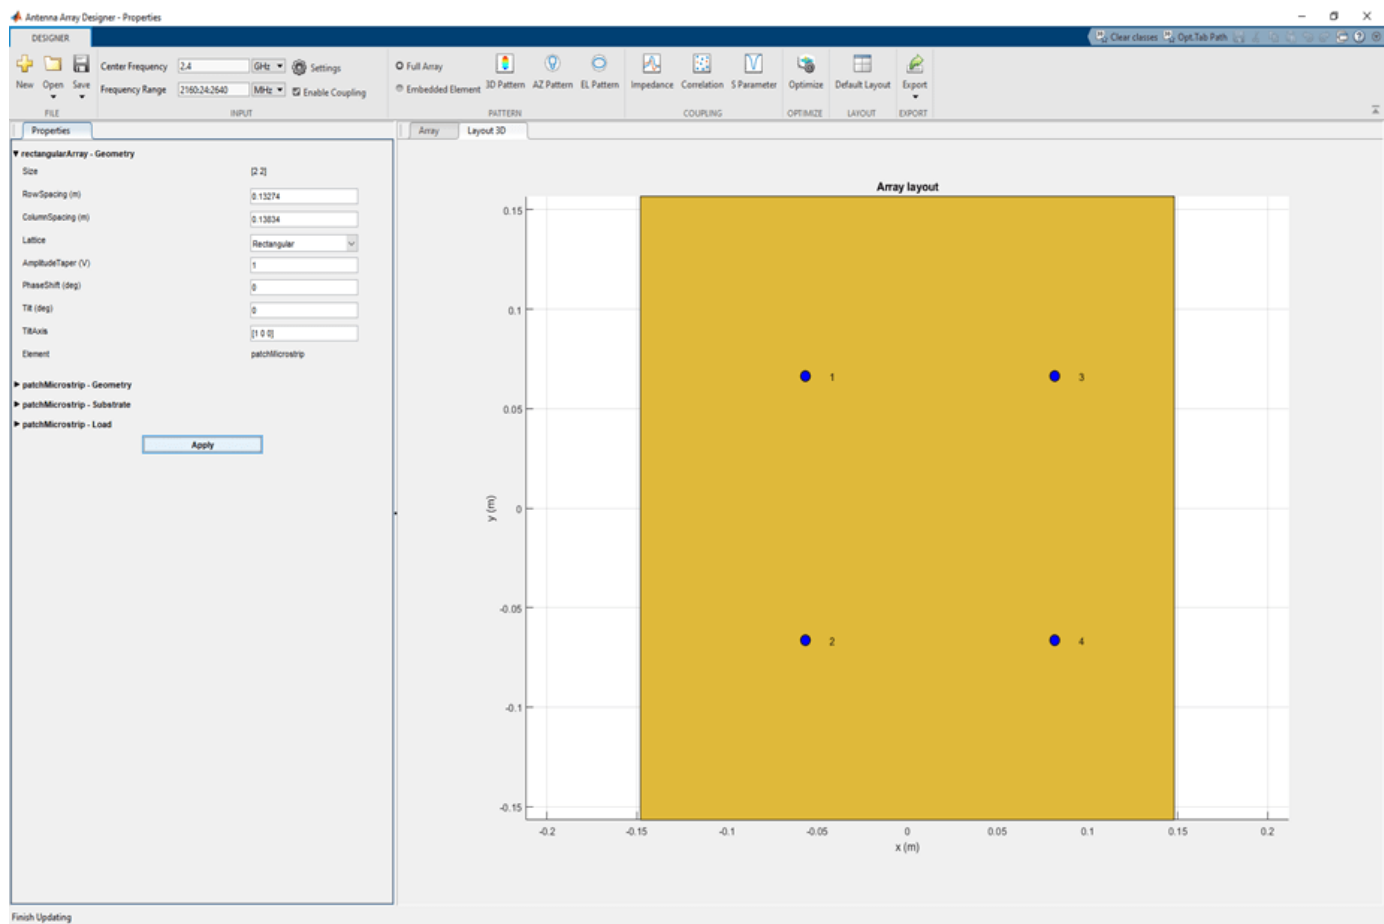 Antenna Array Designer - Properties
DESIGNER
Clear classes Opt.Tab Path
New Open Save
FILE
Center Frequency 2.4 GHz Settings
Frequency Range 2160:24:2640 MHz Enable Coupling
INPUT
Full Array
Embedded Element
3D Pattern AZ Pattern EL Pattern
PATTERN
Impedance Correlation S Parameter
COUPLING
Optimize
OPTIMIZE
Default Layout
LAYOUT
Export
EXPORT
Properties
rectangularArray - Geometry
Size [2 2]
RowSpacing (m) 0.13274
ColumnSpacing (m) 0.13834
Lattice Rectangular
AmplitudeTaper (V) 1
PhaseShift (deg) 0
Tilt (deg) 0
TiltAxis [1 0 0]
Element patchMicrostrip
patchMicrostrip - Geometry
patchMicrostrip - Substrate
patchMicrostrip - Load
Apply
Array Layout 3D
Array layout
0.15
0.1
0.05
0
-0.05
-0.1
-0.15
y (m)
1 3
2 4
-0.2 -0.15 -0.1 -0.05 0 0.05 0.1 0.15 0.2
x (m)
Finish Updating